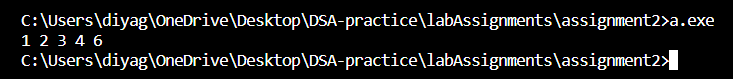 C:\Users\diyag\OneDrive\Desktop\DSA-practice\labAssignments\assignment2>a.exe
1 2 3 4 6
C:\Users\diyag\OneDrive\Desktop\DSA-practice\labAssignments\assignment2>